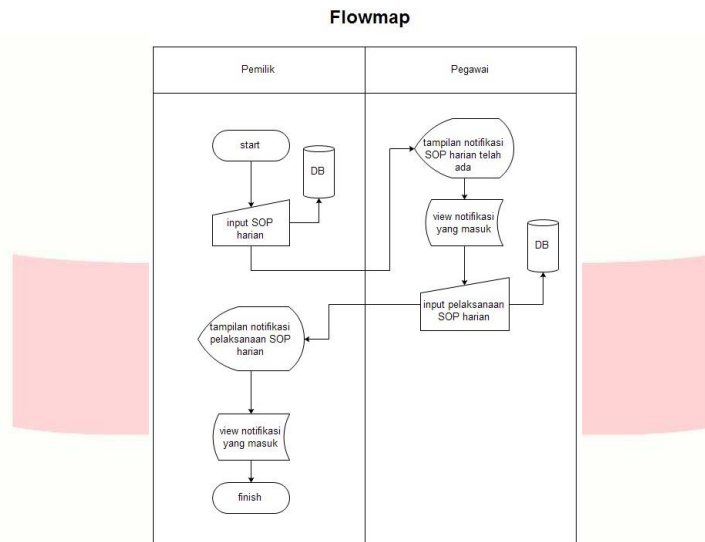 Flowmap
Pemilik
Pegawai
start
DB
input SOP
harian
tampilan notifikasi
SOP harian telah
ada
view notifikasi
yang masuk
DB
input pelaksanaan
SOP harian
tampilan notifikasi
pelaksanaan SOP
harian
view notifikasi
yang masuk
finish